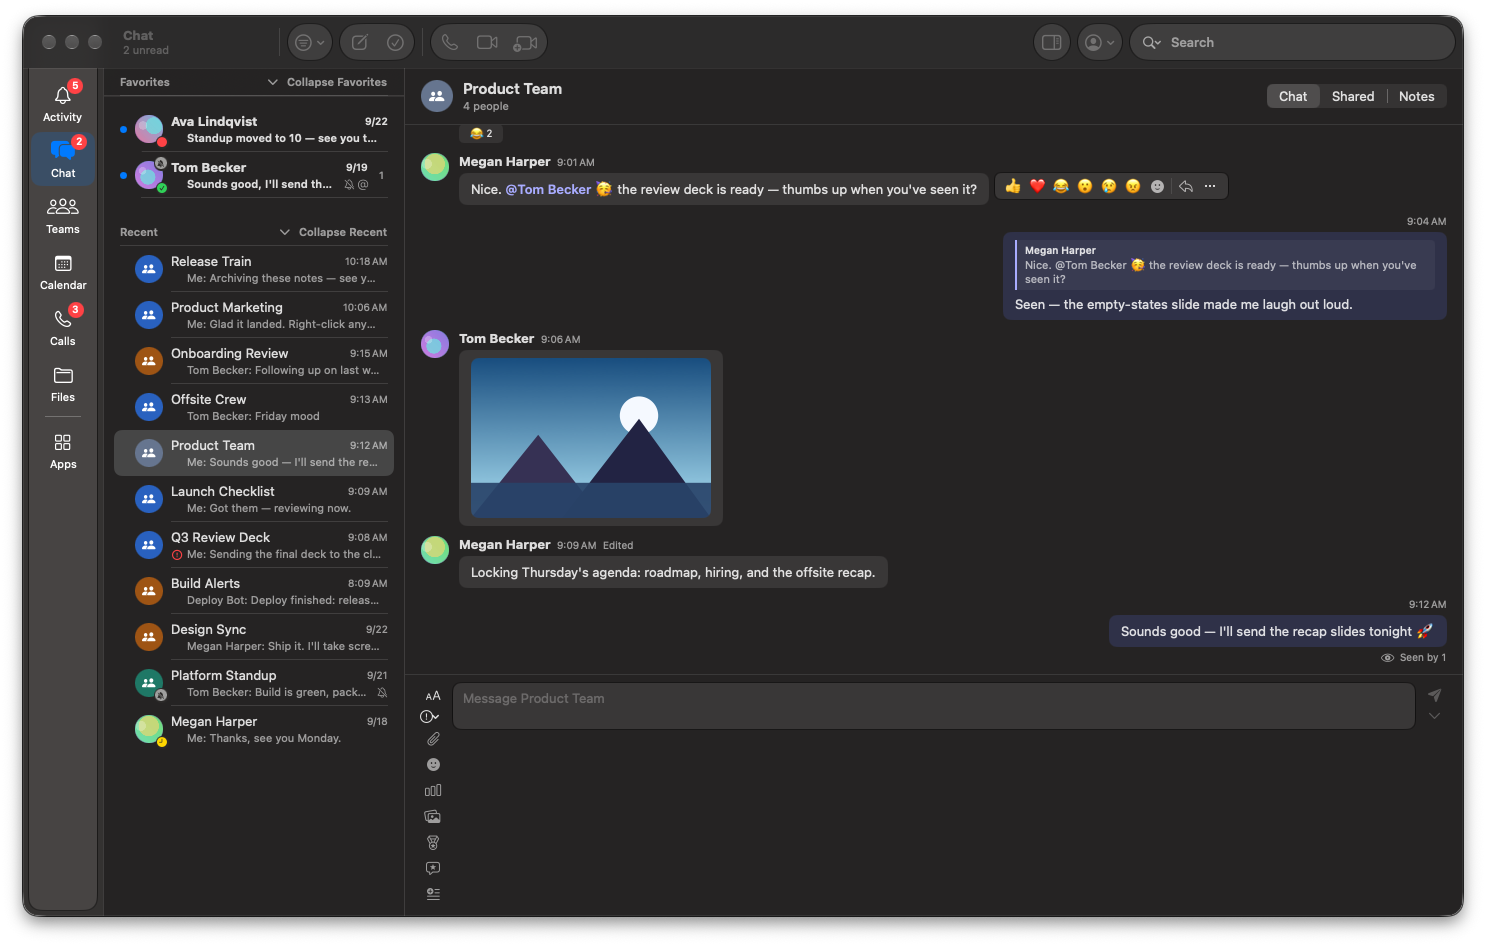 Chat
2 unread
Search
5
Activity
2
Chat
Teams
Calendar
3
Calls
Files
Apps
Favorites
Collapse Favorites
Ava Lindqvist 9/22
Standup moved to 10 — see you t...
Tom Becker 9/19
Sounds good, I'll send th... @ 1
Recent
Collapse Recent
Release Train 10:18 AM
Me: Archiving these notes — see y...
Product Marketing 10:06 AM
Me: Glad it landed. Right-click any...
Onboarding Review 9:15 AM
Tom Becker: Following up on last w...
Offsite Crew 9:13 AM
Tom Becker: Friday mood
Product Team 9:12 AM
Me: Sounds good — I'll send the re...
Launch Checklist 9:09 AM
Me: Got them — reviewing now.
Q3 Review Deck 9:08 AM
Me: Sending the final deck to the cl...
Build Alerts 8:09 AM
Deploy Bot: Deploy finished: releas...
Design Sync 9/22
Megan Harper: Ship it. I'll take scre...
Platform Standup 9/21
Tom Becker: Build is green, pack...
Megan Harper 9/18
Me: Thanks, see you Monday.
Product Team
4 people
Chat Shared Notes
😂 2
Megan Harper 9:01 AM
Nice. @Tom Becker 🥳 the review deck is ready — thumbs up when you've seen it?
👍 ❤️ 😂 😮 😢 😠
9:04 AM
Megan Harper
Nice. @Tom Becker 🥳 the review deck is ready — thumbs up when you've
seen it?
Seen — the empty-states slide made me laugh out loud.
Tom Becker 9:06 AM
Megan Harper 9:09 AM Edited
Locking Thursday's agenda: roadmap, hiring, and the offsite recap.
9:12 AM
Sounds good — I'll send the recap slides tonight 🚀
Seen by 1
AA
Message Product Team